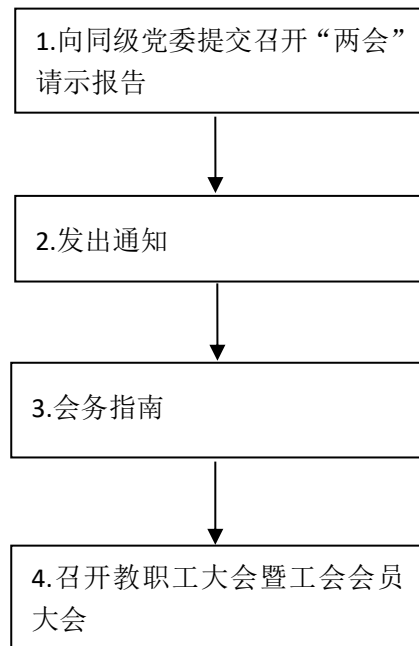 1.向同级党委提交召开“两会”
请示报告
2.发出通知
3.会务指南
4.召开教职工大会暨工会会员
大会